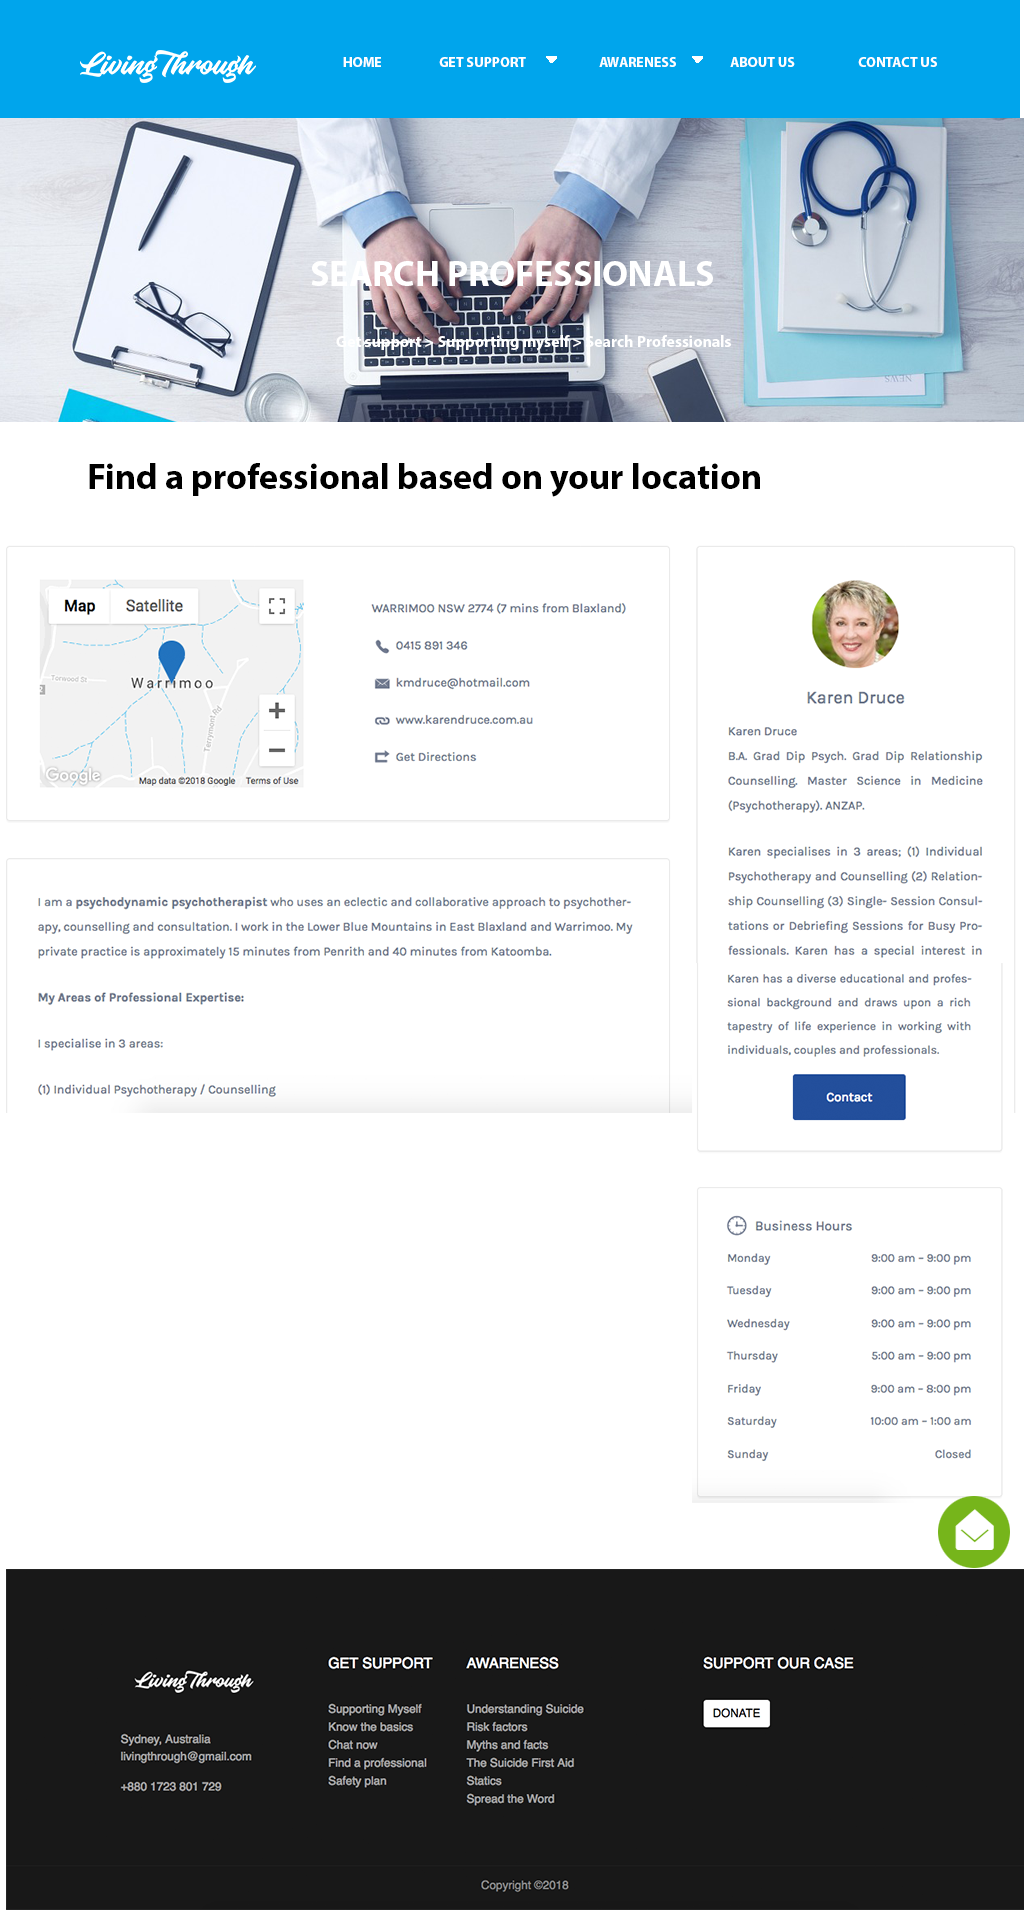 Living Through
HOME
GET SUPPORT
AWARENESS
ABOUT US
CONTACT US
NEWS
SEARCH PROFESSIONALS
Get support > Supporting myself > Search Professionals
Find a professional based on your location
Map
Satellite
Torwood St
Warrimoo
Terrymont Rd
Google
Map data ©2018 Google
Terms of Use
WARRIMOO NSW 2774 (7 mins from Blaxland)
0415 891 346
kmdruce@hotmail.com
www.karendruce.com.au
Get Directions
I am a psychodynamic psychotherapist who uses an eclectic and collaborative approach to psychother-
apy, counselling and consultation. I work in the Lower Blue Mountains in East Blaxland and Warrimoo. My
private practice is approximately 15 minutes from Penrith and 40 minutes from Katoomba.
My Areas of Professional Expertise:
I specialise in 3 areas:
(1) Individual Psychotherapy / Counselling
Karen Druce
Karen Druce
B.A. Grad Dip Psych. Grad Dip Relationship
Counselling. Master Science in Medicine
(Psychotherapy). ANZAP.
Karen specialises in 3 areas; (1) Individual
Psychotherapy and Counselling (2) Relation-
ship Counselling (3) Single- Session Consul-
tations or Debriefing Sessions for Busy Pro-
fessionals. Karen has a special interest in
Karen has a diverse educational and profes-
sional background and draws upon a rich
tapestry of life experience in working with
individuals, couples and professionals.
Contact
Business Hours
Monday 9:00 am – 9:00 pm
Tuesday 9:00 am – 9:00 pm
Wednesday 9:00 am – 9:00 pm
Thursday 5:00 am – 9:00 pm
Friday 9:00 am – 8:00 pm
Saturday 10:00 am – 1:00 am
Sunday Closed
Living Through
Sydney, Australia
livingthrough@gmail.com
+880 1723 801 729
GET SUPPORT
Supporting Myself
Know the basics
Chat now
Find a professional
Safety plan
AWARENESS
Understanding Suicide
Risk factors
Myths and facts
The Suicide First Aid
Statics
Spread the Word
SUPPORT OUR CASE
DONATE
Copyright ©2018